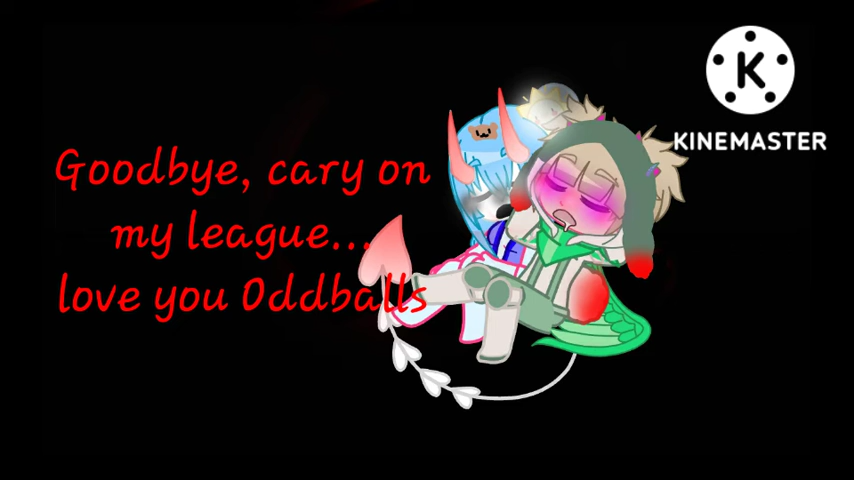 Goodbye, cary on
my league...
love you Oddballs
K
KINEMASTER